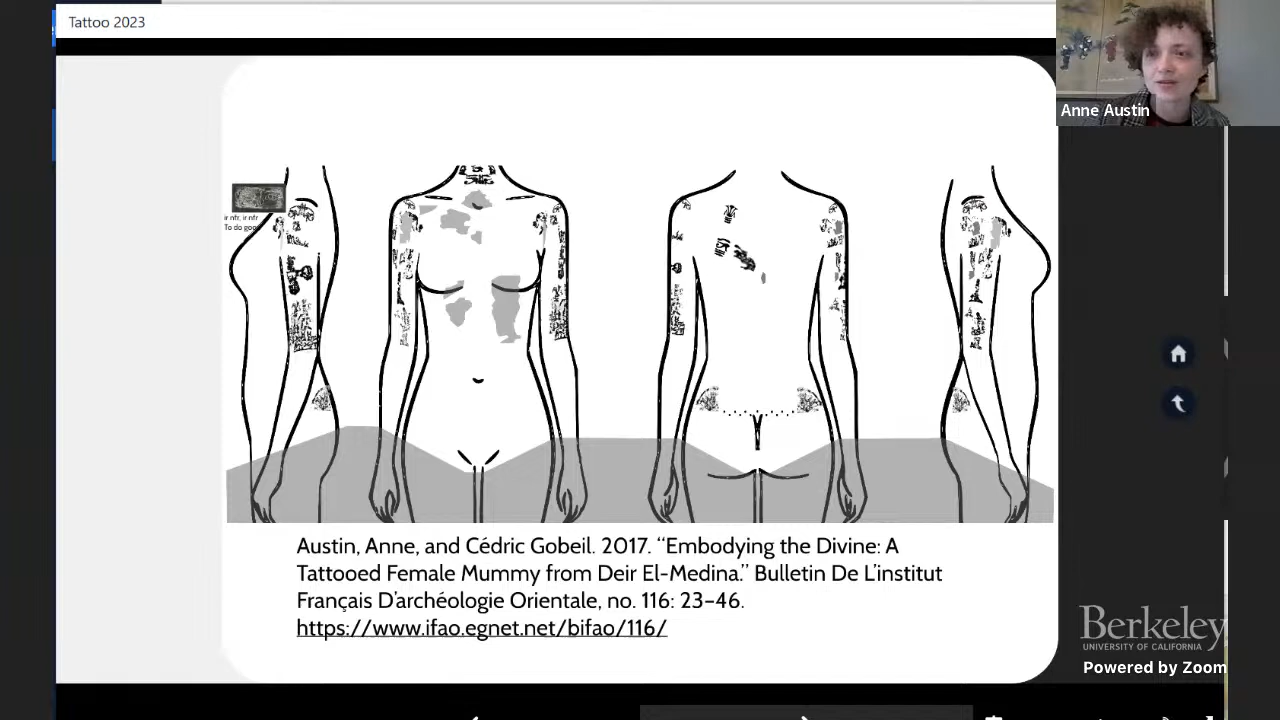 Tattoo 2023
Anne Austin
ir nfr, ir nfr
To do good
Austin, Anne, and Cédric Gobeil. 2017. “Embodying the Divine: A
Tattooed Female Mummy from Deir El-Medina.” Bulletin De L’institut
Français D’archéologie Orientale, no. 116: 23–46.
https://www.ifao.egnet.net/bifao/116/
Berkeley
UNIVERSITY OF CALIFORNIA
Powered by Zoom